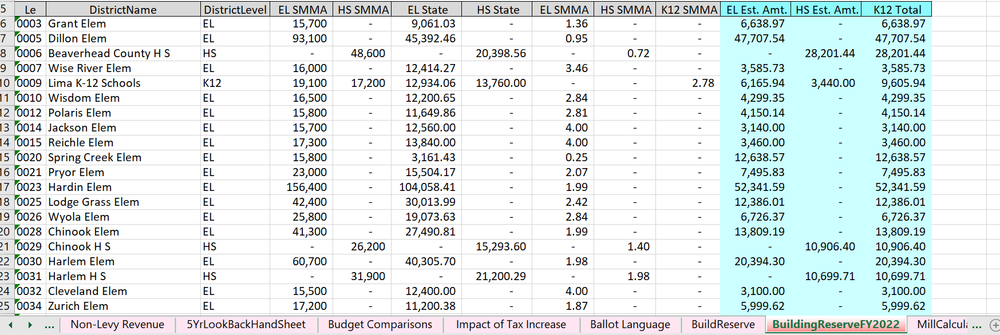 5 Le DistrictName DistrictLevel EL SMMA HS SMMA EL State HS State EL SMMA HS SMMA K12 SMMA EL Est. Amt. HS Est. Amt. K12 Total
6 0003 Grant Elem EL 15,700 - 9,061.03 - 1.36 - - 6,638.97 - 6,638.97
7 0005 Dillon Elem EL 93,100 - 45,392.46 - 0.95 - - 47,707.54 - 47,707.54
8 0006 Beaverhead County H S HS - 48,600 - 20,398.56 - 0.72 - - 28,201.44 28,201.44
9 0007 Wise River Elem EL 16,000 - 12,414.27 - 3.46 - - 3,585.73 - 3,585.73
10 0009 Lima K-12 Schools K12 19,100 17,200 12,934.06 13,760.00 - - 2.78 6,165.94 3,440.00 9,605.94
11 0010 Wisdom Elem EL 16,500 - 12,200.65 - 2.84 - - 4,299.35 - 4,299.35
12 0012 Polaris Elem EL 15,800 - 11,649.86 - 2.81 - - 4,150.14 - 4,150.14
13 0014 Jackson Elem EL 15,700 - 12,560.00 - 4.00 - - 3,140.00 - 3,140.00
14 0015 Reichle Elem EL 17,300 - 13,840.00 - 4.00 - - 3,460.00 - 3,460.00
15 0020 Spring Creek Elem EL 15,800 - 3,161.43 - 0.25 - - 12,638.57 - 12,638.57
16 0021 Pryor Elem EL 23,000 - 15,504.17 - 2.07 - - 7,495.83 - 7,495.83
17 0023 Hardin Elem EL 156,400 - 104,058.41 - 1.99 - - 52,341.59 - 52,341.59
18 0025 Lodge Grass Elem EL 42,400 - 30,013.99 - 2.42 - - 12,386.01 - 12,386.01
19 0026 Wyola Elem EL 25,800 - 19,073.63 - 2.84 - - 6,726.37 - 6,726.37
20 0028 Chinook Elem EL 41,300 - 27,490.81 - 1.99 - - 13,809.19 - 13,809.19
21 0029 Chinook H S HS - 26,200 - 15,293.60 - 1.40 - - 10,906.40 10,906.40
22 0030 Harlem Elem EL 60,700 - 40,305.70 - 1.98 - - 20,394.30 - 20,394.30
23 0031 Harlem H S HS - 31,900 - 21,200.29 - 1.98 - - 10,699.71 10,699.71
24 0032 Cleveland Elem EL 15,500 - 12,400.00 - 4.00 - - 3,100.00 - 3,100.00
25 0034 Zurich Elem EL 17,200 - 11,200.38 - 1.87 - - 5,999.62 - 5,999.62
... Non-Levy Revenue 5YrLookBackHandSheet Budget Comparisons Impact of Tax Increase Ballot Language BuildReserve BuildingReserveFY2022 MillCalcul ...